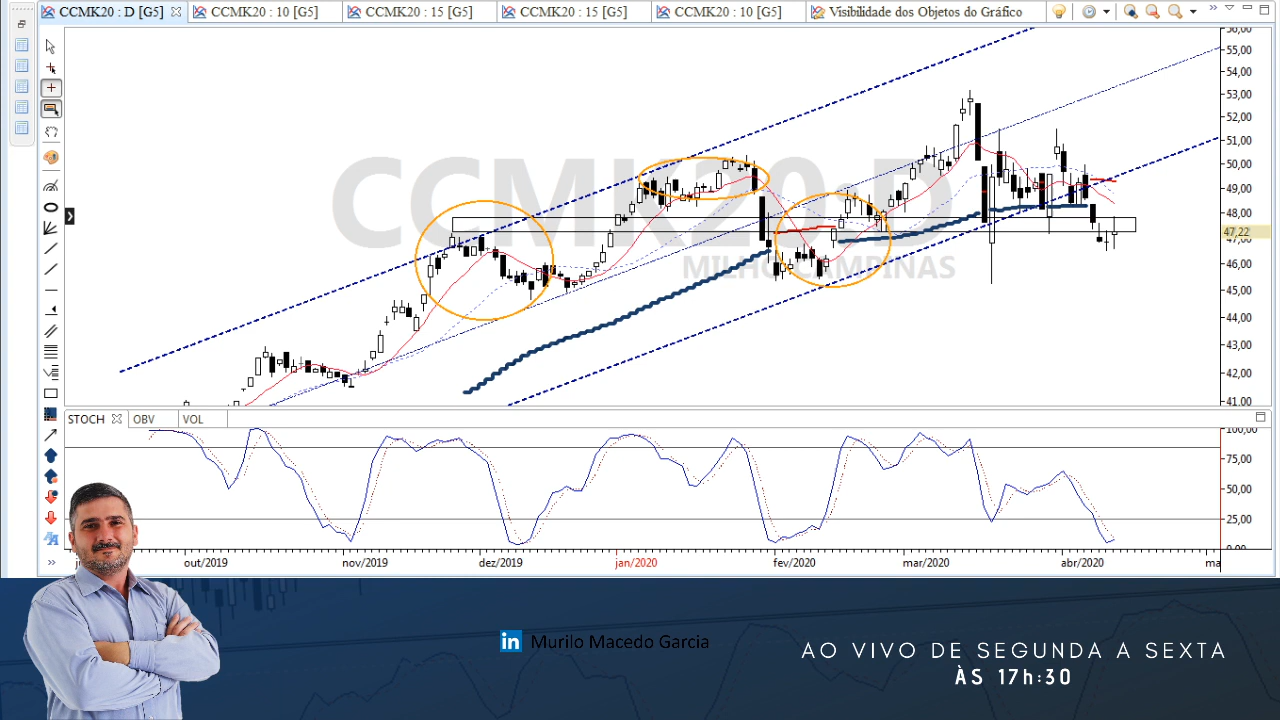 CCMK20 : D [G5]
CCMK20 : 10 [G5]
CCMK20 : 15 [G5]
CCMK20 : 15 [G5]
CCMK20 : 10 [G5]
Visibilidade dos Objetos do Gráfico
CCMK20 : D
MILHO CAMPINAS
56,00
55,00
54,00
53,00
52,00
51,00
50,00
49,00
48,00
47,22
47,00
46,00
45,00
44,00
43,00
42,00
41,00
STOCH
OBV
VOL
100,00
75,00
50,00
25,00
0,00
out/2019
nov/2019
dez/2019
jan/2020
fev/2020
mar/2020
abr/2020
ma
in Murilo Macedo Garcia
AO VIVO DE SEGUNDA A SEXTA
ÀS 17h:30